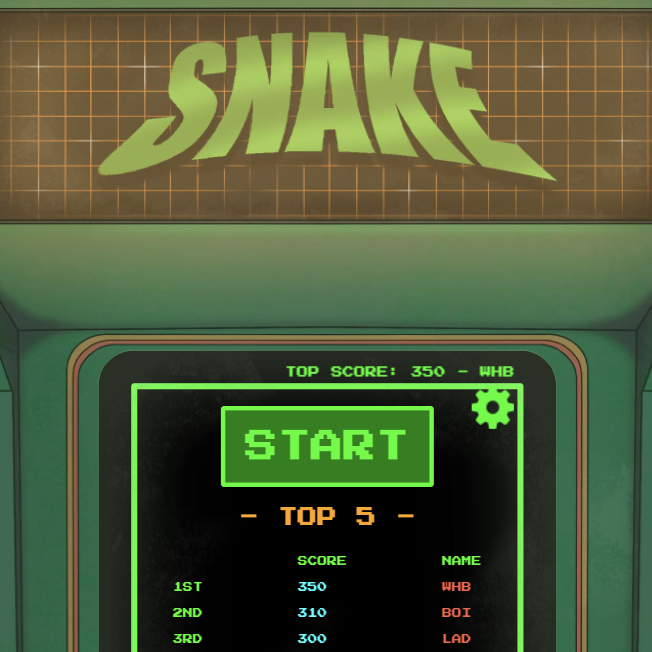 SNAKE
TOP SCORE: 350 - WHB
START
- TOP 5 -
SCORE NAME
1ST 350 WHB
2ND 310 BOI
3RD 300 LAD